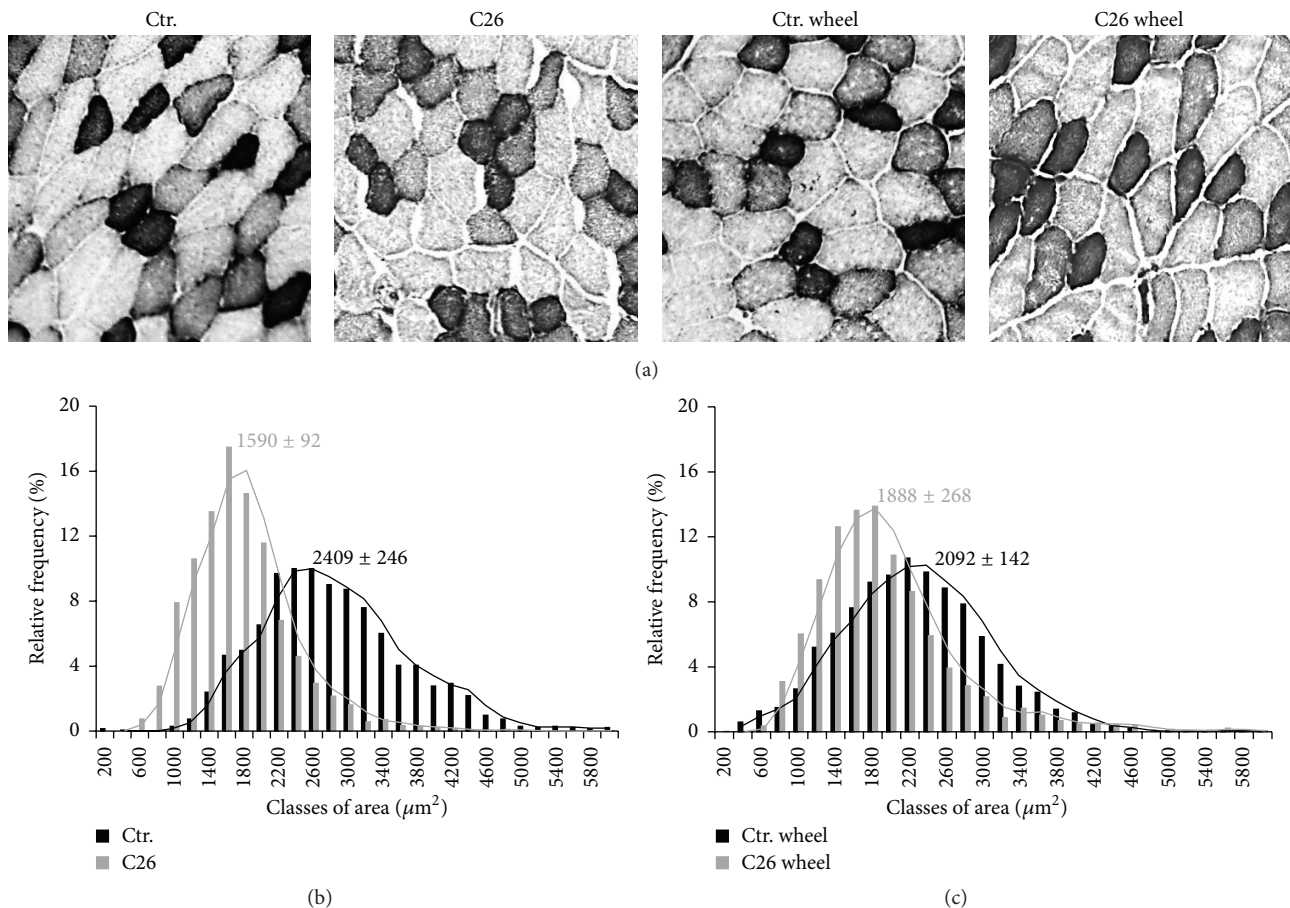 Ctr.
C26
Ctr. wheel
C26 wheel
(a)
20
16
12
8
4
0
Relative frequency (%)
1590 ± 92
2409 ± 246
200
600
1000
1400
1800
2200
2600
3000
3400
3800
4200
4600
5000
5400
5800
Classes of area (μm²)
Ctr.
C26
(b)
20
16
12
8
4
0
Relative frequency (%)
1888 ± 268
2092 ± 142
200
600
1000
1400
1800
2200
2600
3000
3400
3800
4200
4600
5000
5400
5800
Classes of area (μm²)
Ctr. wheel
C26 wheel
(c)